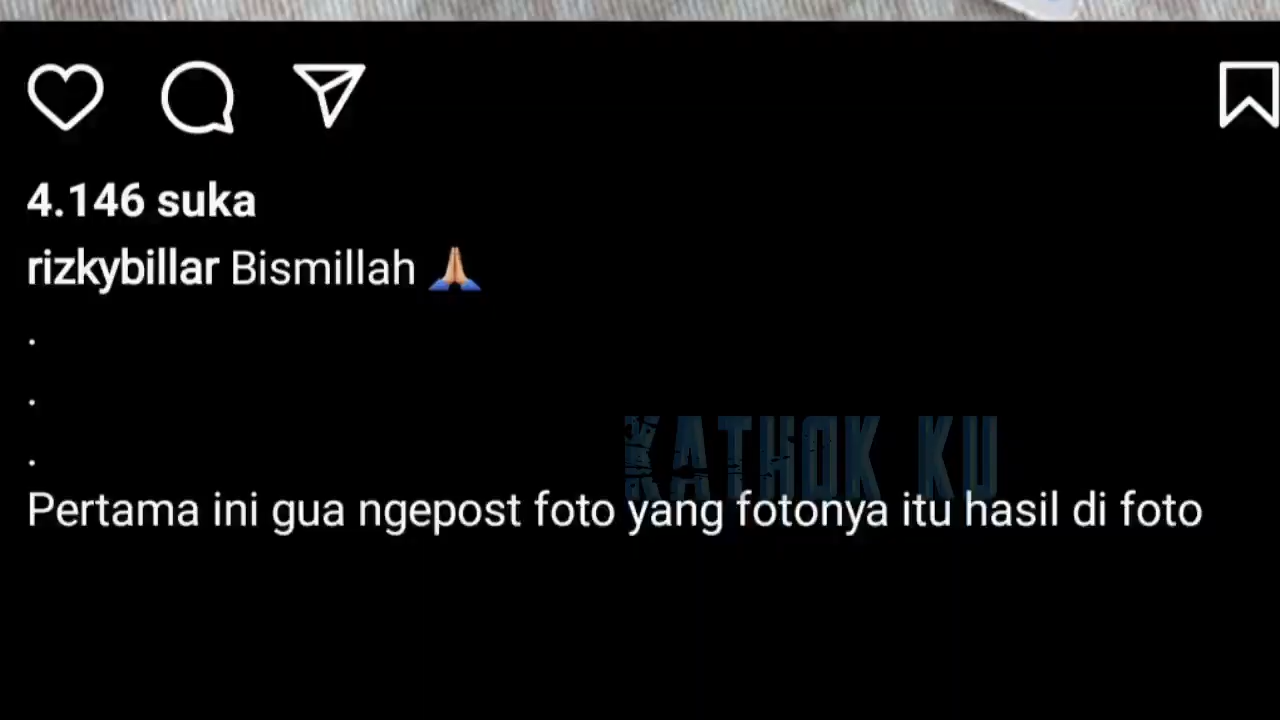 4.146 suka
rizkybillar Bismillah 🙏🏼
.
.
.
KATHOK KU
Pertama ini gua ngepost foto yang fotonya itu hasil di foto